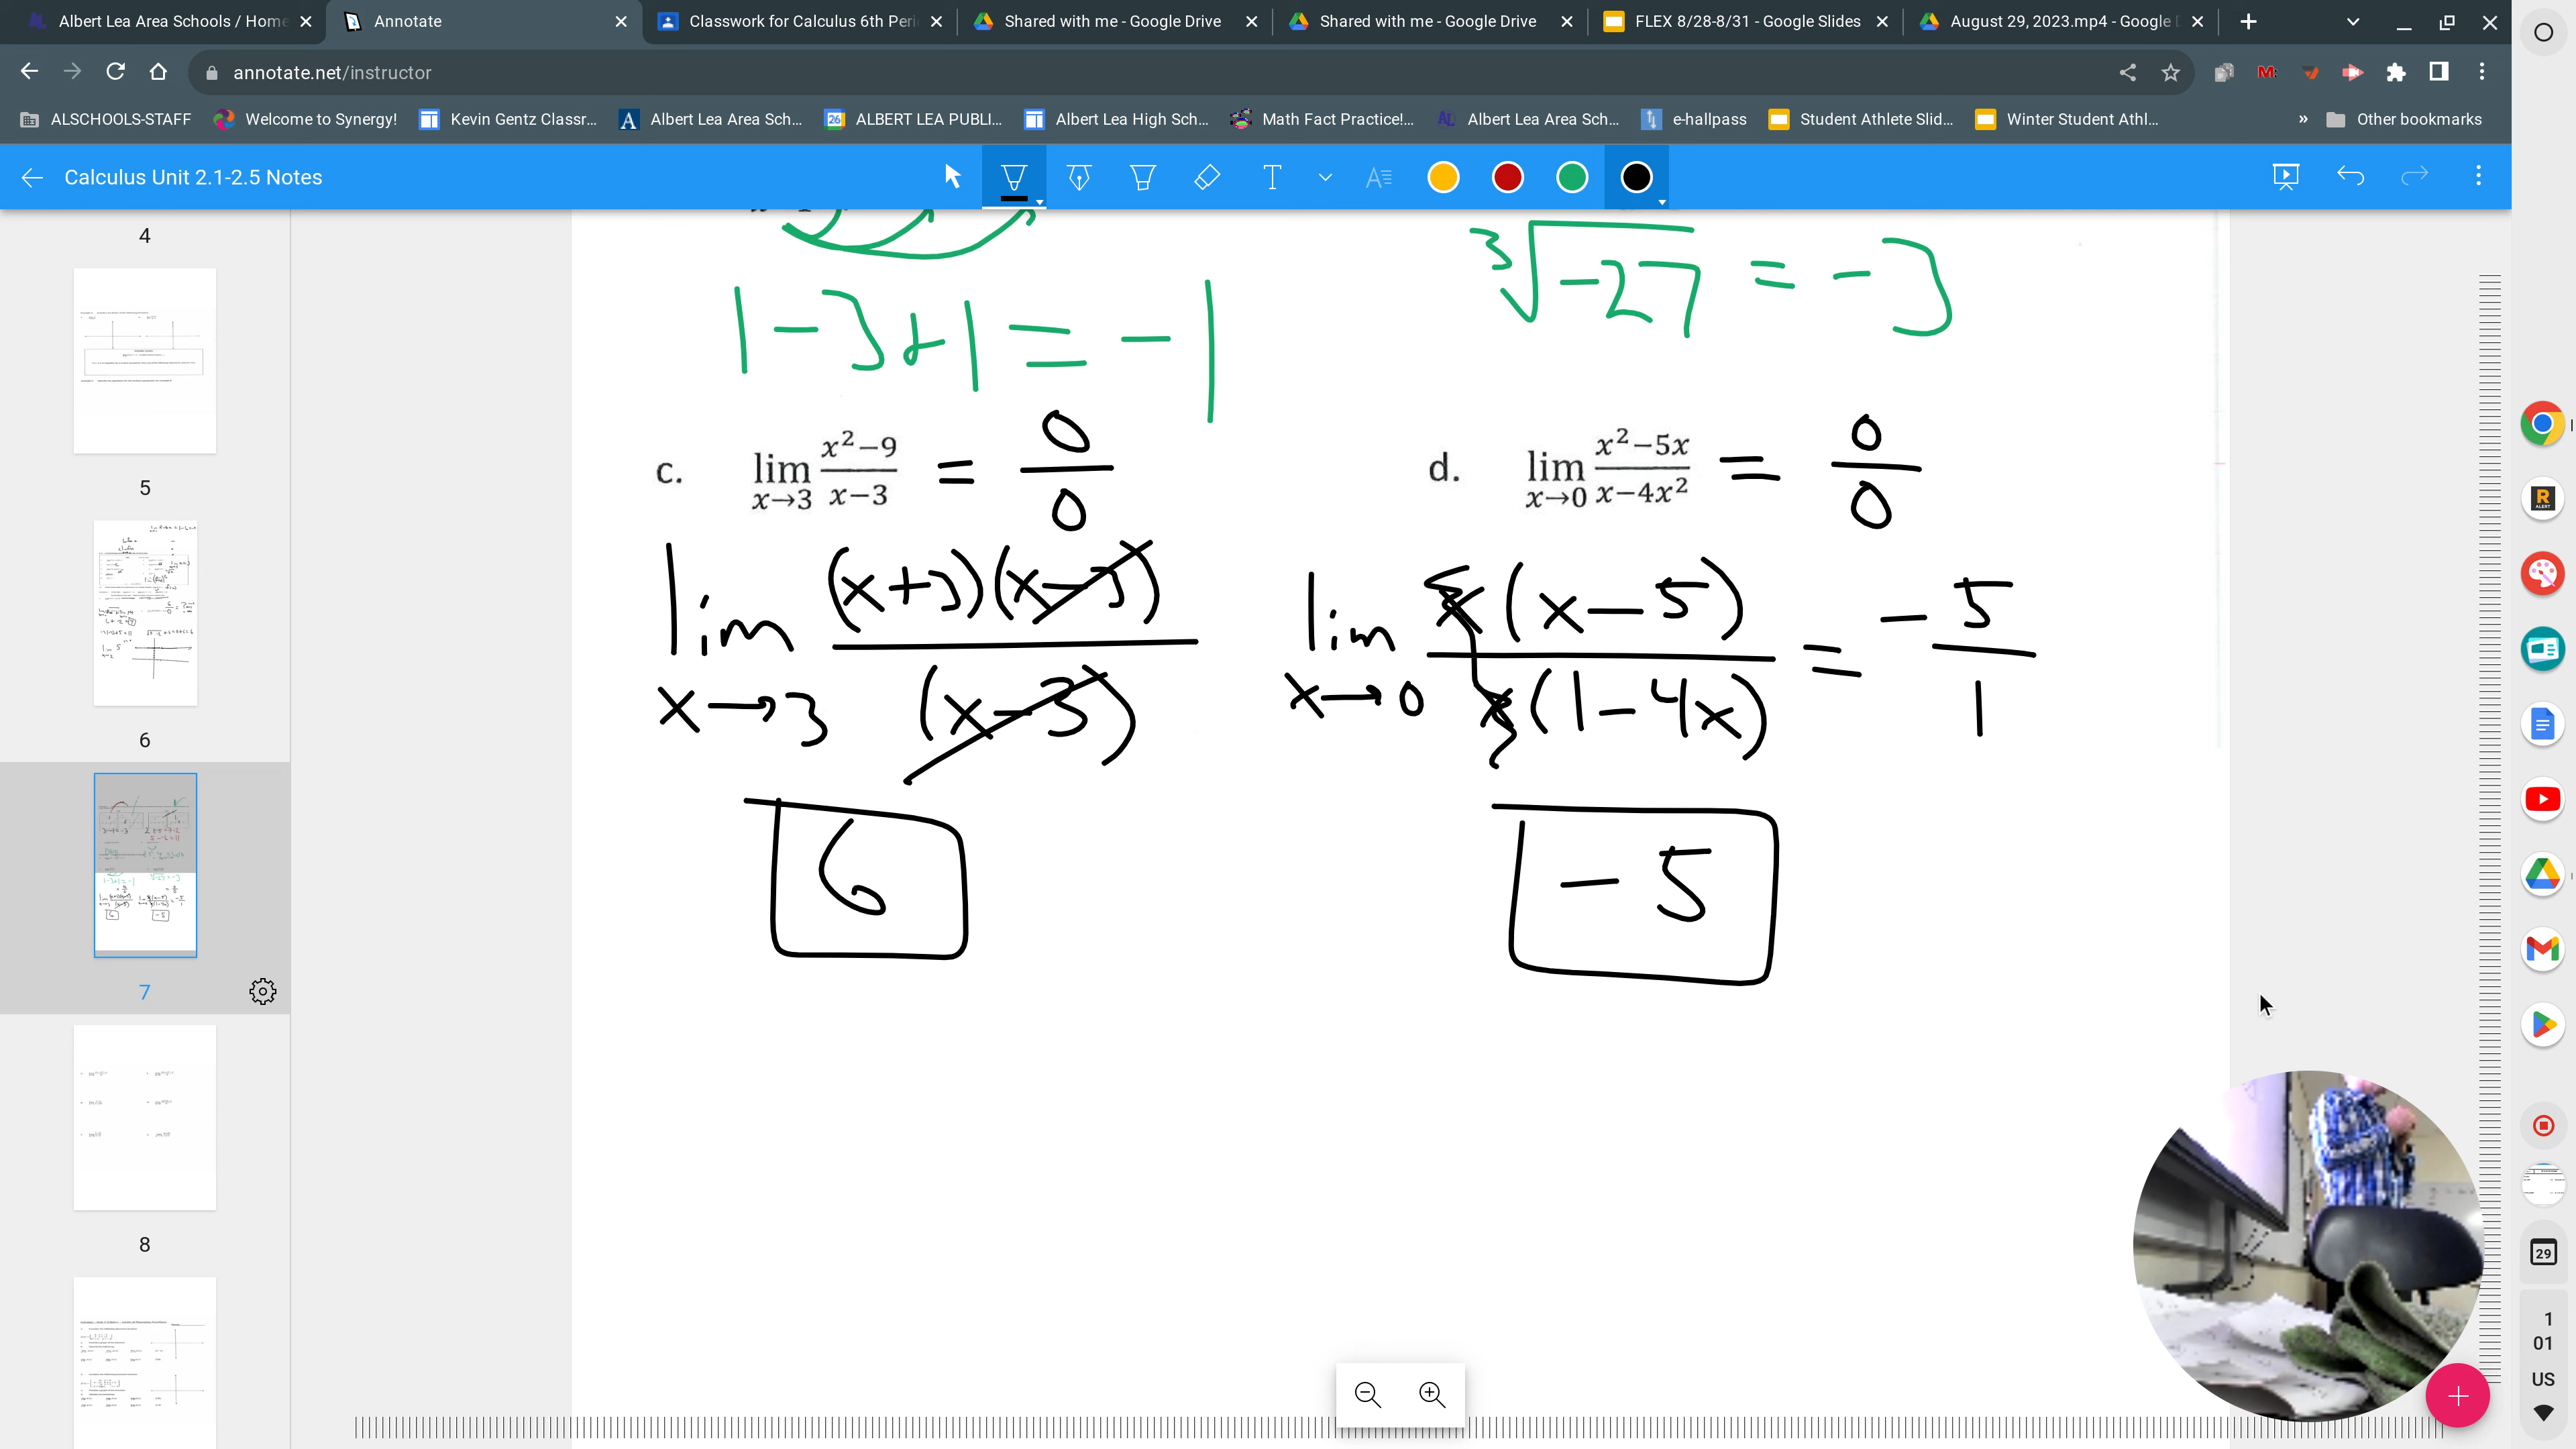 Albert Lea Area Schools / Home
Annotate
Classwork for Calculus 6th Peri
Shared with me - Google Drive
Shared with me - Google Drive
FLEX 8/28-8/31 - Google Slides
August 29, 2023.mp4 - Google D
annotate.net/instructor
ALSCHOOLS-STAFF
Welcome to Synergy!
Kevin Gentz Classr...
Albert Lea Area Sch...
ALBERT LEA PUBLI...
Albert Lea High Sch...
Math Fact Practice!...
Albert Lea Area Sch...
e-hallpass
Student Athlete Slid...
Winter Student Athl...
» Other bookmarks
Calculus Unit 2.1-2.5 Notes
4
5
6
7
8
1-3+1=-1
∛-27 = -3
c. lim x→3 x²-9 / x-3 = 0/0
lim x→3 (x+3)(x-3) / (x-3)
6
d. lim x→0 x²-5x / x-4x² = 0/0
lim x→0 x(x-5) / x(1-4x) = -5/1
-5
29
1
01
US